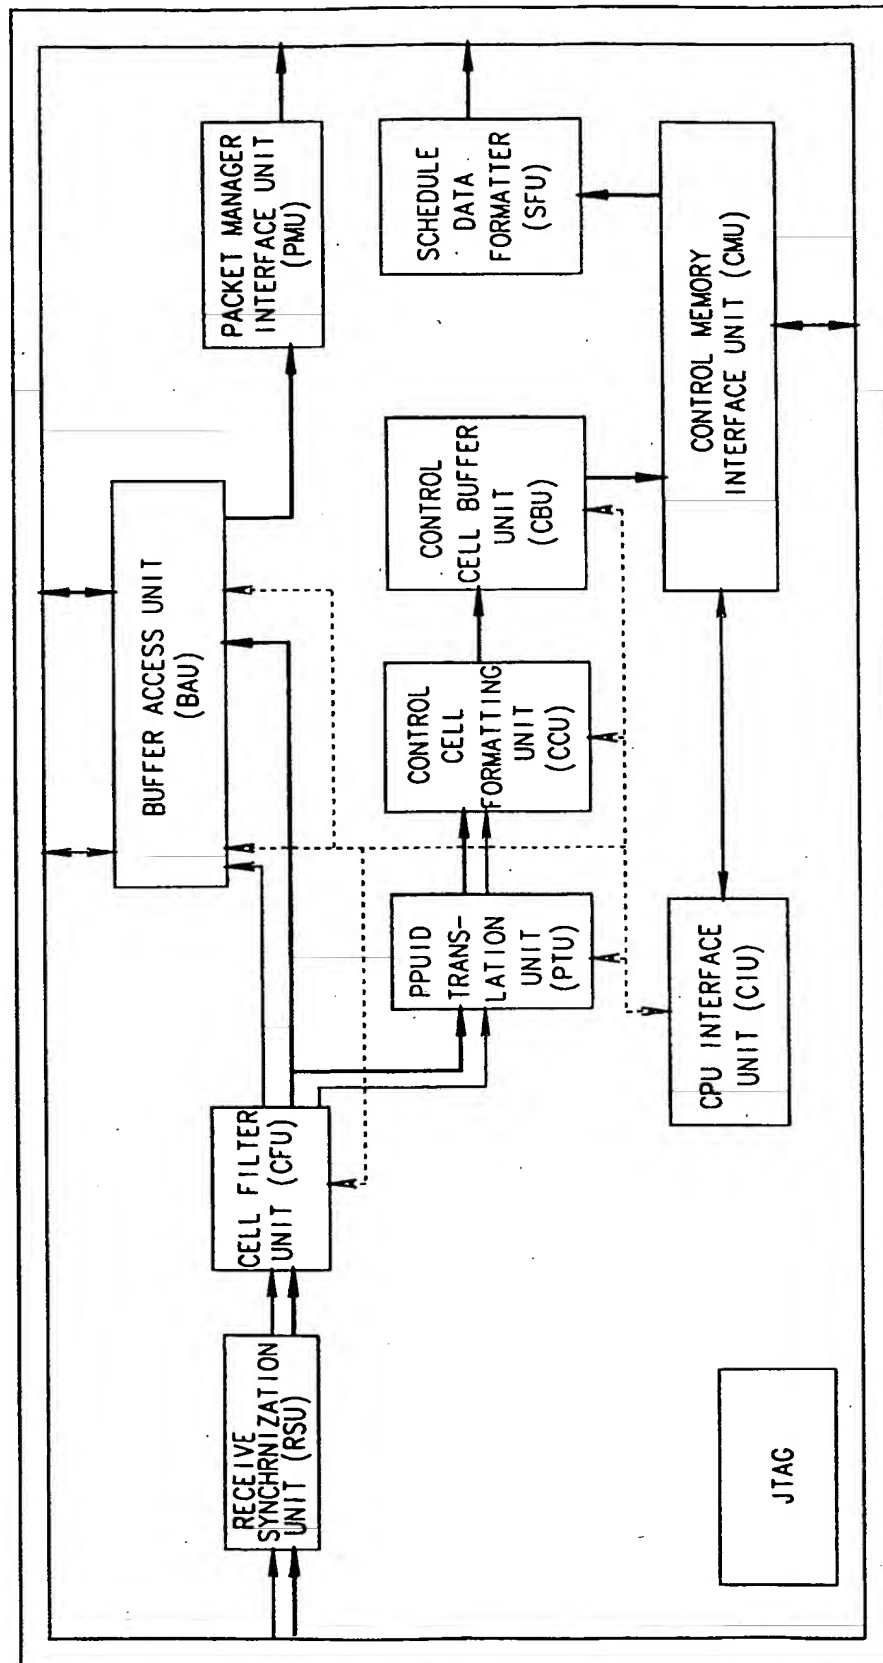 RECEIVE
SYNCHRNIZATION
UNIT (RSU)
CELL FILTER
UNIT (CFU)
BUFFER ACCESS UNIT
(BAU)
PACKET MANAGER
INTERFACE UNIT
(PMU)
PPUID
TRANS-
LATION
UNIT
(PTU)
CONTROL
CELL
FORMATTING
UNIT
(CCU)
CONTROL
CELL BUFFER
UNIT
(CBU)
SCHEDULE
DATA
FORMATTER
(SFU)
CPU INTERFACE
UNIT (CIU)
CONTROL MEMORY
INTERFACE UNIT (CMU)
JTAG